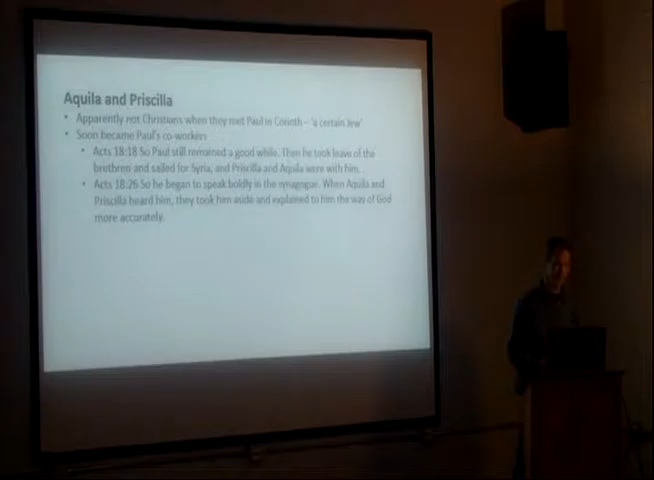 Aquila and Priscilla
• Apparently not Christians when they met Paul in Corinth – 'a certain Jew'
• Soon became Paul's co-workers
• Acts 18:18 So Paul still remained a good while. Then he took leave of the
brethren and sailed for Syria, and Priscilla and Aquila were with him.
• Acts 18:26 So he began to speak boldly in the synagogue. When Aquila and
Priscilla heard him, they took him aside and explained to him the way of God
more accurately.